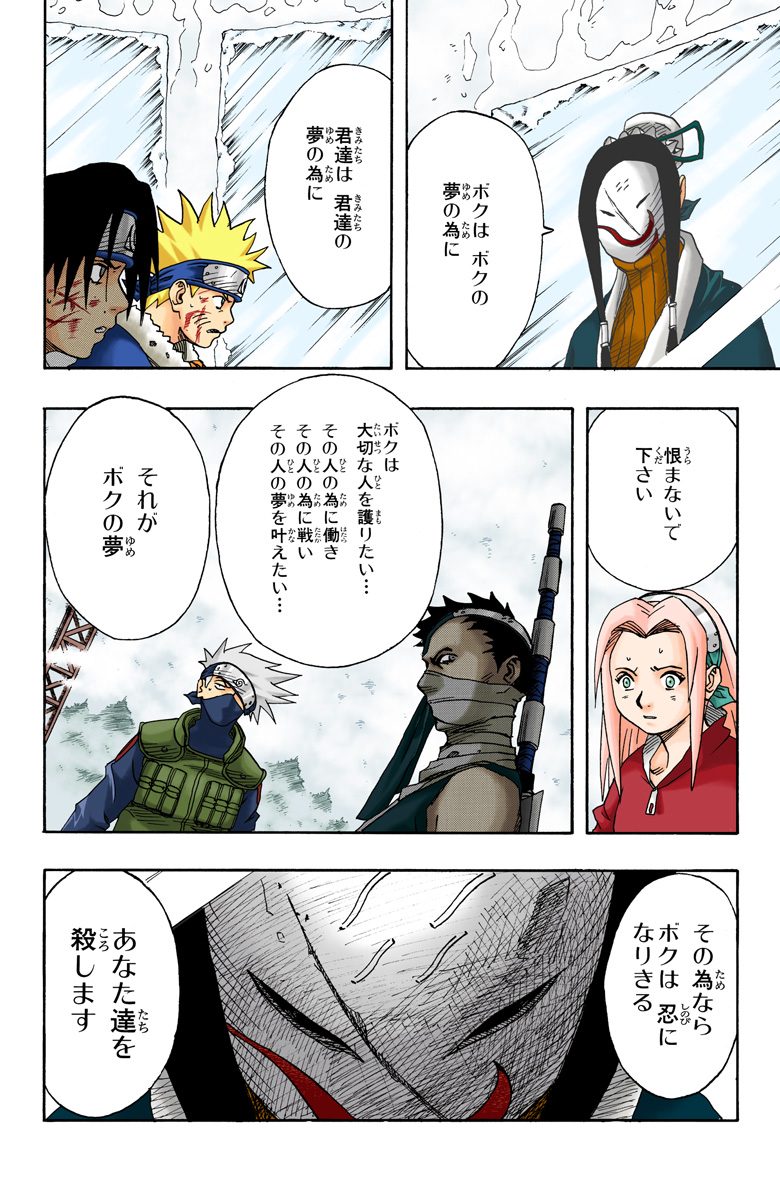 ボクは ボクの
夢の為に
君達は 君達の
夢の為に
恨まないで
下さい
ボクは
大切な人を護りたい…
その人の為に働き
その人の為に戦い
その人の夢を叶えたい…
それが
ボクの夢
その為なら
ボクは 忍に
なりきる
あなた達を
殺します